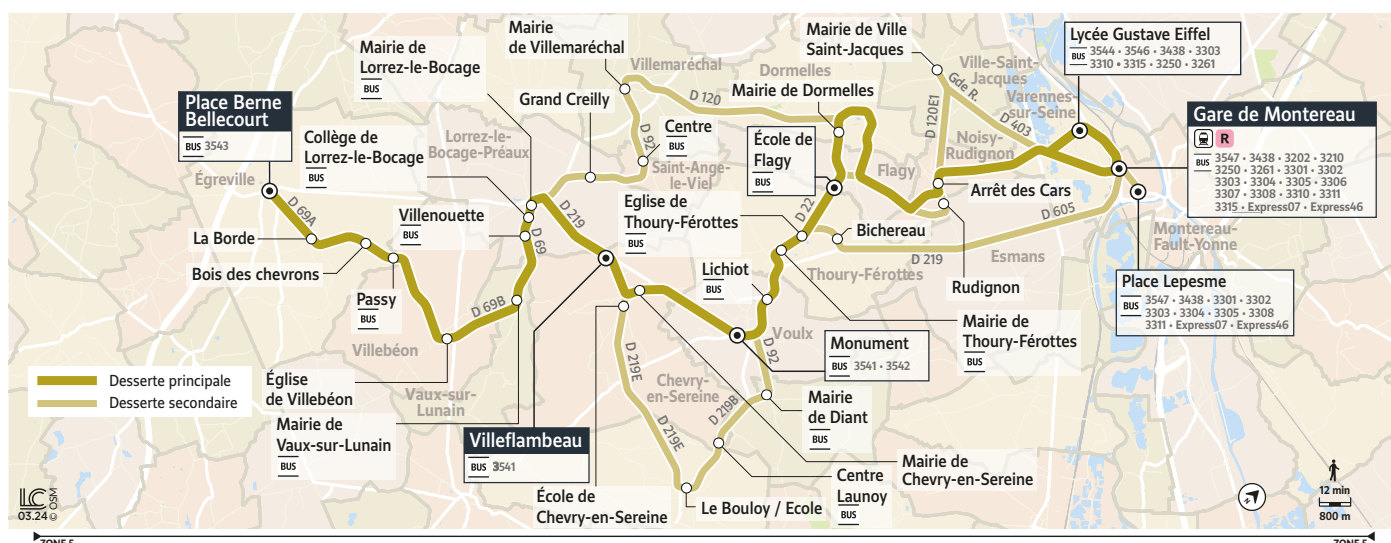 Mairie de
Lorrez-le-Bocage
BUS
Mairie
de Villemaréchal
BUS
Villemaréchal
Dormelles
Mairie de Ville
Saint-Jacques
BUS
Mairie de Dormelles
BUS
Ville-Saint-
Jacques
Gde R.
Varennes-
sur-Seine
Lycée Gustave Eiffel
BUS 3544 • 3546 • 3438 • 3303
3310 • 3315 • 3250 • 3261
Place Berne
Bellecourt
BUS 3543
Grand Creilly
D 120
D 120E1
D 403
Gare de Montereau
R
BUS 3547 • 3438 • 3202 • 3210
3250 • 3261 • 3301 • 3302
3303 • 3304 • 3305 • 3306
3307 • 3308 • 3310 • 3311
3315 • Express07 • Express46
Collège de
Lorrez-le-Bocage
BUS
Lorrez-le-
Bocage-Préaux
D 92
Centre
BUS
Saint-Ange-
le-Viel
École de
Flagy
BUS
Flagy
Noisy-
Rudignon
Arrêt des Cars
Égreville
D 69A
Villenouette
BUS
D 219
D 69
Eglise de
Thoury-Férottes
BUS
D 22
Bichereau
D 605
Montereau-
Fault-Yonne
La Borde
Bois des chevrons
Passy
BUS
D 69B
Lichiot
BUS
Thoury-Férottes
D 219
Esmans
Rudignon
Place Lepesme
BUS 3547 • 3438 • 3301 • 3302
3303 • 3304 • 3305 • 3308
3311 • Express07 • Express46
Villebéon
Voulx
D 92
Monument
BUS 3541 • 3542
Mairie de
Thoury-Férottes
BUS
Desserte principale
Desserte secondaire
Église
de Villebéon
Vaux-sur-
Lunain
D 219E
Chevry-
en-Sereine
D 219B
Mairie
de Diant
BUS
Mairie de
Vaux-sur-Lunain
BUS
Villeflambeau
BUS 3541
D 219E
Mairie de
Chevry-en-Sereine
Centre
Launoy
BUS
École de
Chevry-en-Sereine
Le Bouloy / Ecole
LC
03.24 © OSM
12 min
800 m
ZONE 5
ZONE 5